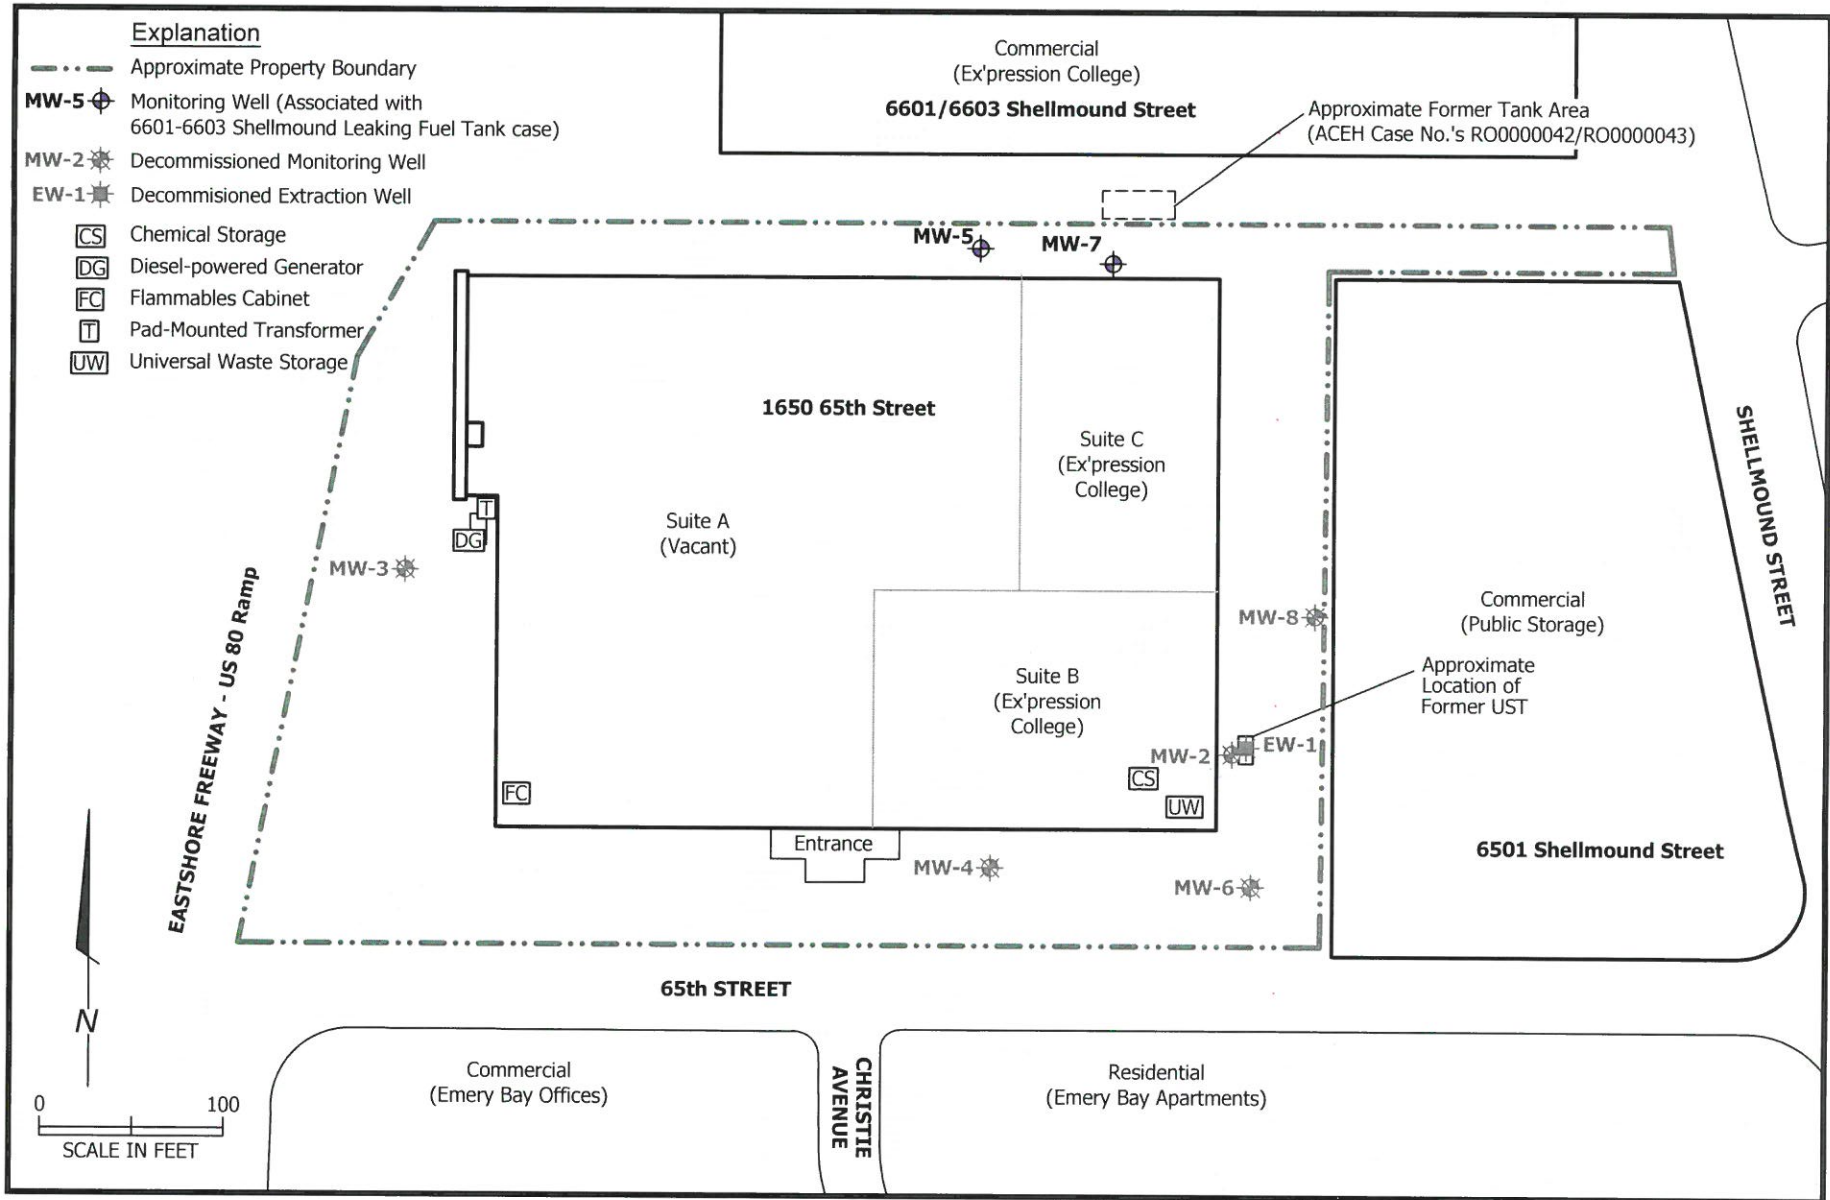 Explanation
Approximate Property Boundary
MW-5 Monitoring Well (Associated with
6601-6603 Shellmound Leaking Fuel Tank case)
MW-2 Decommissioned Monitoring Well
EW-1 Decommisioned Extraction Well
CS Chemical Storage
DG Diesel-powered Generator
FC Flammables Cabinet
T Pad-Mounted Transformer
UW Universal Waste Storage
Commercial
(Ex'pression College)
6601/6603 Shellmound Street
Approximate Former Tank Area
(ACEH Case No.'s RO0000042/RO0000043)
MW-5
MW-7
1650 65th Street
Suite C
(Ex'pression
College)
Suite A
(Vacant)
T
DG
MW-3
MW-8
Commercial
(Public Storage)
SHELLMOUND STREET
Suite B
(Ex'pression
College)
Approximate
Location of
Former UST
MW-2
EW-1
CS
UW
FC
Entrance
MW-4
MW-6
6501 Shellmound Street
EASTSHORE FREEWAY - US 80 Ramp
65th STREET
N
0 100
SCALE IN FEET
Commercial
(Emery Bay Offices)
CHRISTIE
AVENUE
Residential
(Emery Bay Apartments)